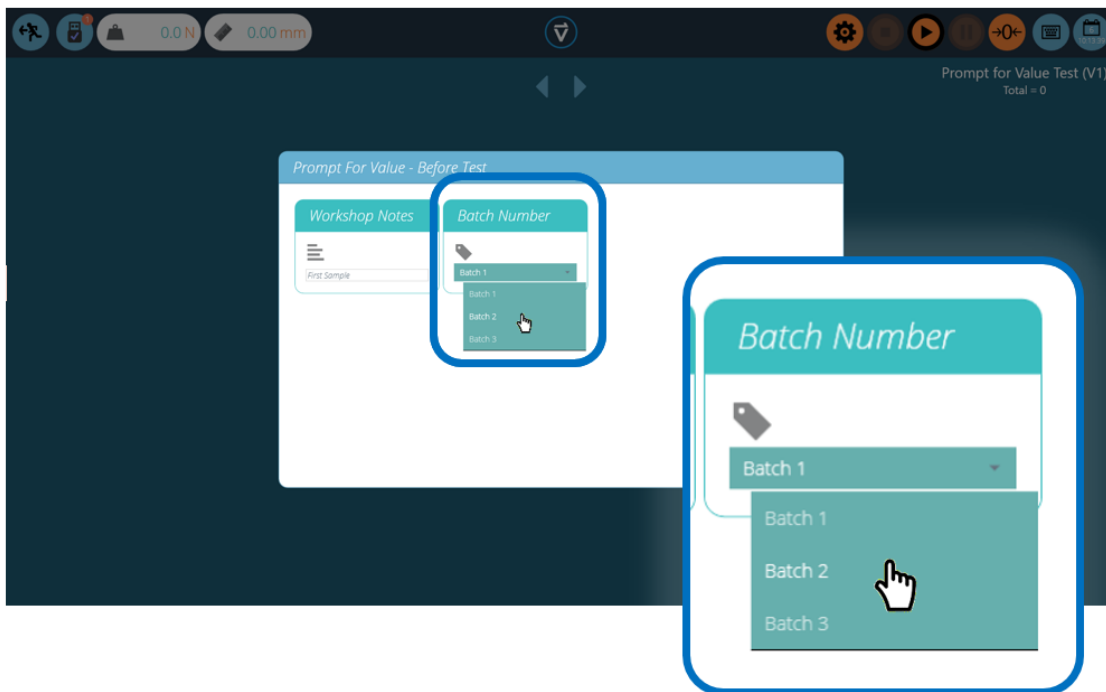 0.0 N
0.00 mm
→0←
Prompt for Value Test (V1)
Total = 0
Prompt For Value - Before Test
Workshop Notes
First Sample
Batch Number
Batch 1
Batch 1
Batch 2
Batch 3
Batch Number
Batch 1
Batch 1
Batch 2
Batch 3